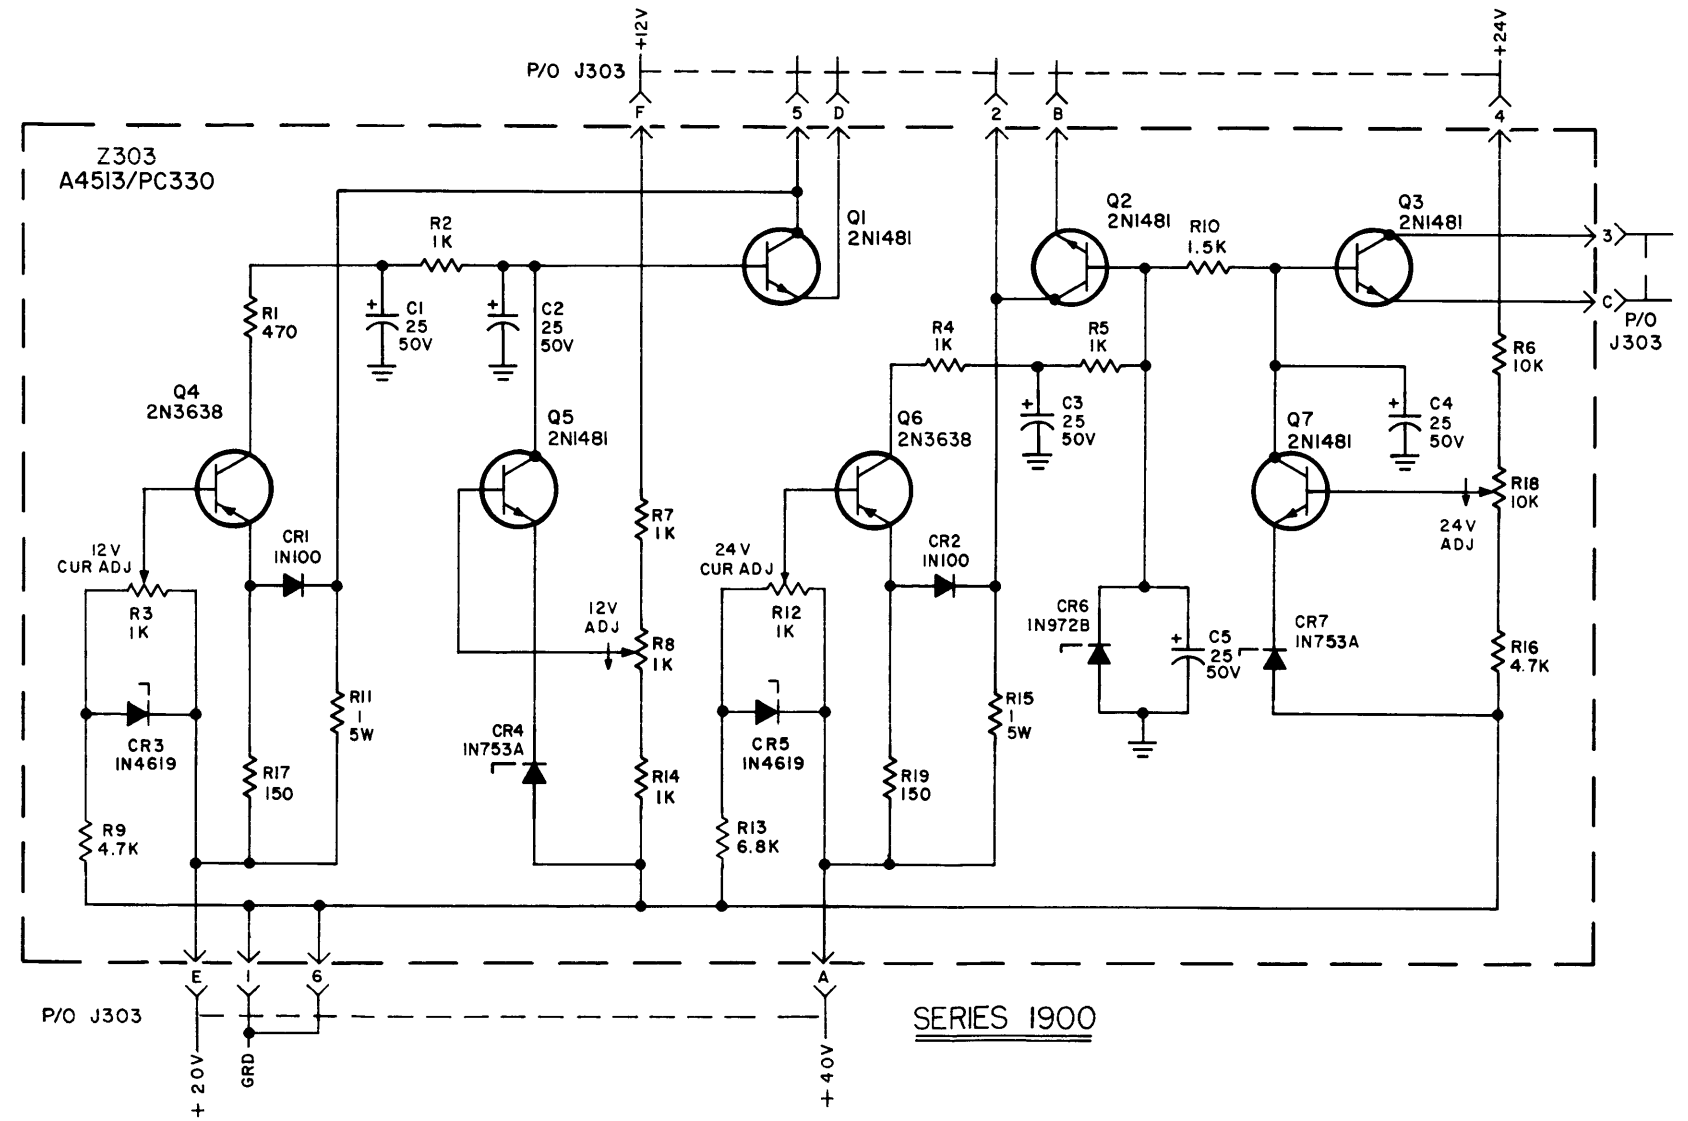 +12V
+24V
P/O J303
F
5
D
2
B
4
Z303
A4513/PC330
R2
1K
Q1
2N1481
Q2
2N1481
R10
1.5K
Q3
2N1481
3
C
P/O
J303
R1
470
+
C1
25
50V
+
C2
25
50V
R4
1K
R5
1K
R6
10K
Q4
2N3638
Q5
2N1481
Q6
2N3638
+
C3
25
50V
Q7
2N1481
+
C4
25
50V
R18
10K
24V
ADJ
CR1
1N100
12V
CUR ADJ
R3
1K
R7
1K
24V
CUR ADJ
R12
1K
CR2
1N100
12V
ADJ
R8
1K
CR6
1N972B
+
C5
25
50V
CR7
1N753A
R16
4.7K
R11
1
5W
R15
1
5W
CR3
1N4619
CR4
1N753A
CR5
1N4619
R17
150
R14
1K
R19
150
R9
4.7K
R13
6.8K
E
1
6
A
P/O J303
SERIES 1900
+20V
GRD
+40V